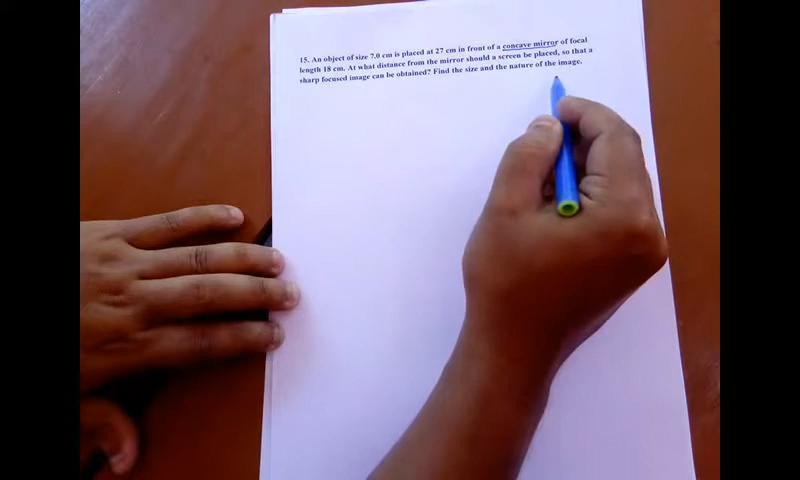 15. An object of size 7.0 cm is placed at 27 cm in front of a concave mirror of focal
length 18 cm. At what distance from the mirror should a screen be placed, so that a
sharp focused image can be obtained? Find the size and the nature of the image.